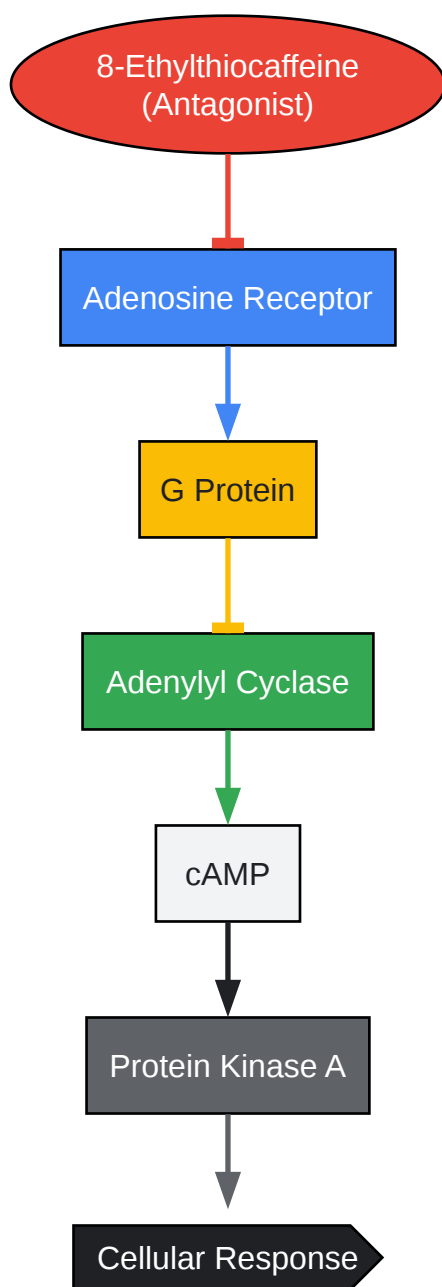 8-Ethylthiocaffeine
(Antagonist)
Adenosine Receptor
G Protein
Adenylyl Cyclase
cAMP
Protein Kinase A
Cellular Response